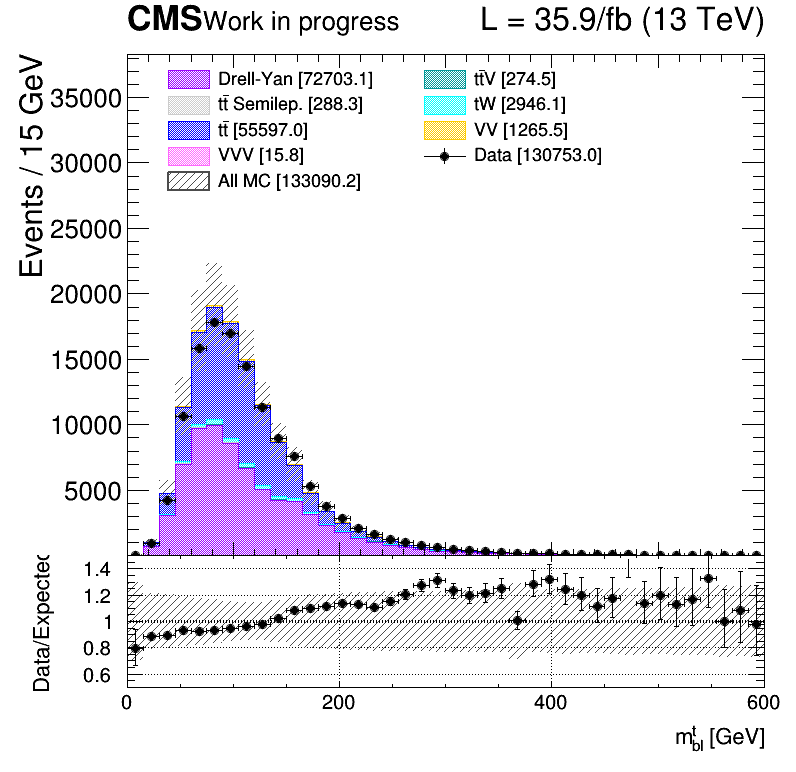 CMS Work in progress L = 35.9/fb (13 TeV)
Events / 15 GeV
35000
30000
25000
20000
15000
10000
5000
Drell-Yan [72703.1]
tt̄ Semilep. [288.3]
tt̄ [55597.0]
VVV [15.8]
All MC [133090.2]
tt̄V [274.5]
tW [2946.1]
VV [1265.5]
Data [130753.0]
Data/Expected
1.4
1.2
1
0.8
0.6
0 200 400 600
m^t_bl [GeV]